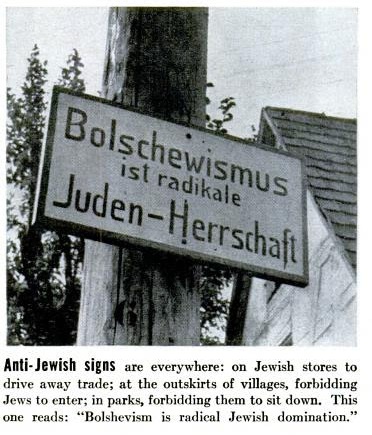 Bolschewismus
ist radikale
Juden-Herrschaft
Anti-Jewish signs are everywhere: on Jewish stores to
drive away trade; at the outskirts of villages, forbidding
Jews to enter; in parks, forbidding them to sit down. This
one reads: "Bolshevism is radical Jewish domination."